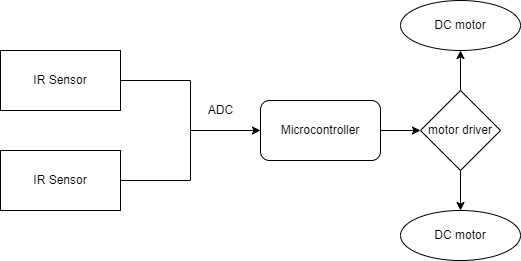 DC motor
IR Sensor
ADC
Microcontroller
motor driver
IR Sensor
DC motor